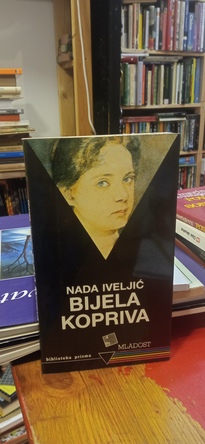 NADA IVELJIĆ
BIJELA
KOPRIVA
MLADOST
biblioteka prizma